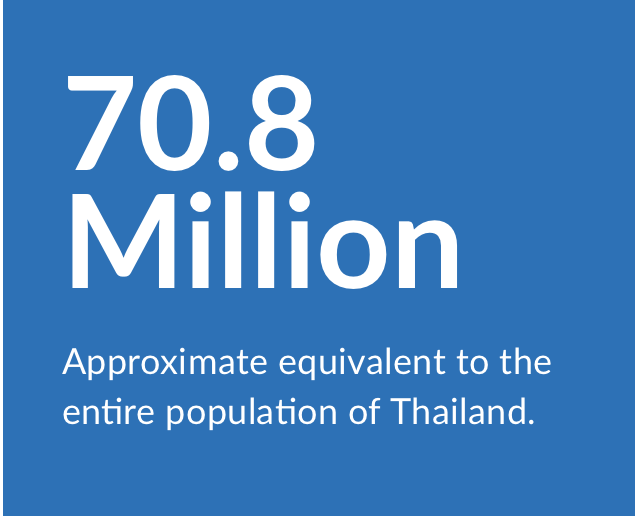 70.8
Million
Approximate equivalent to the
entire population of Thailand.